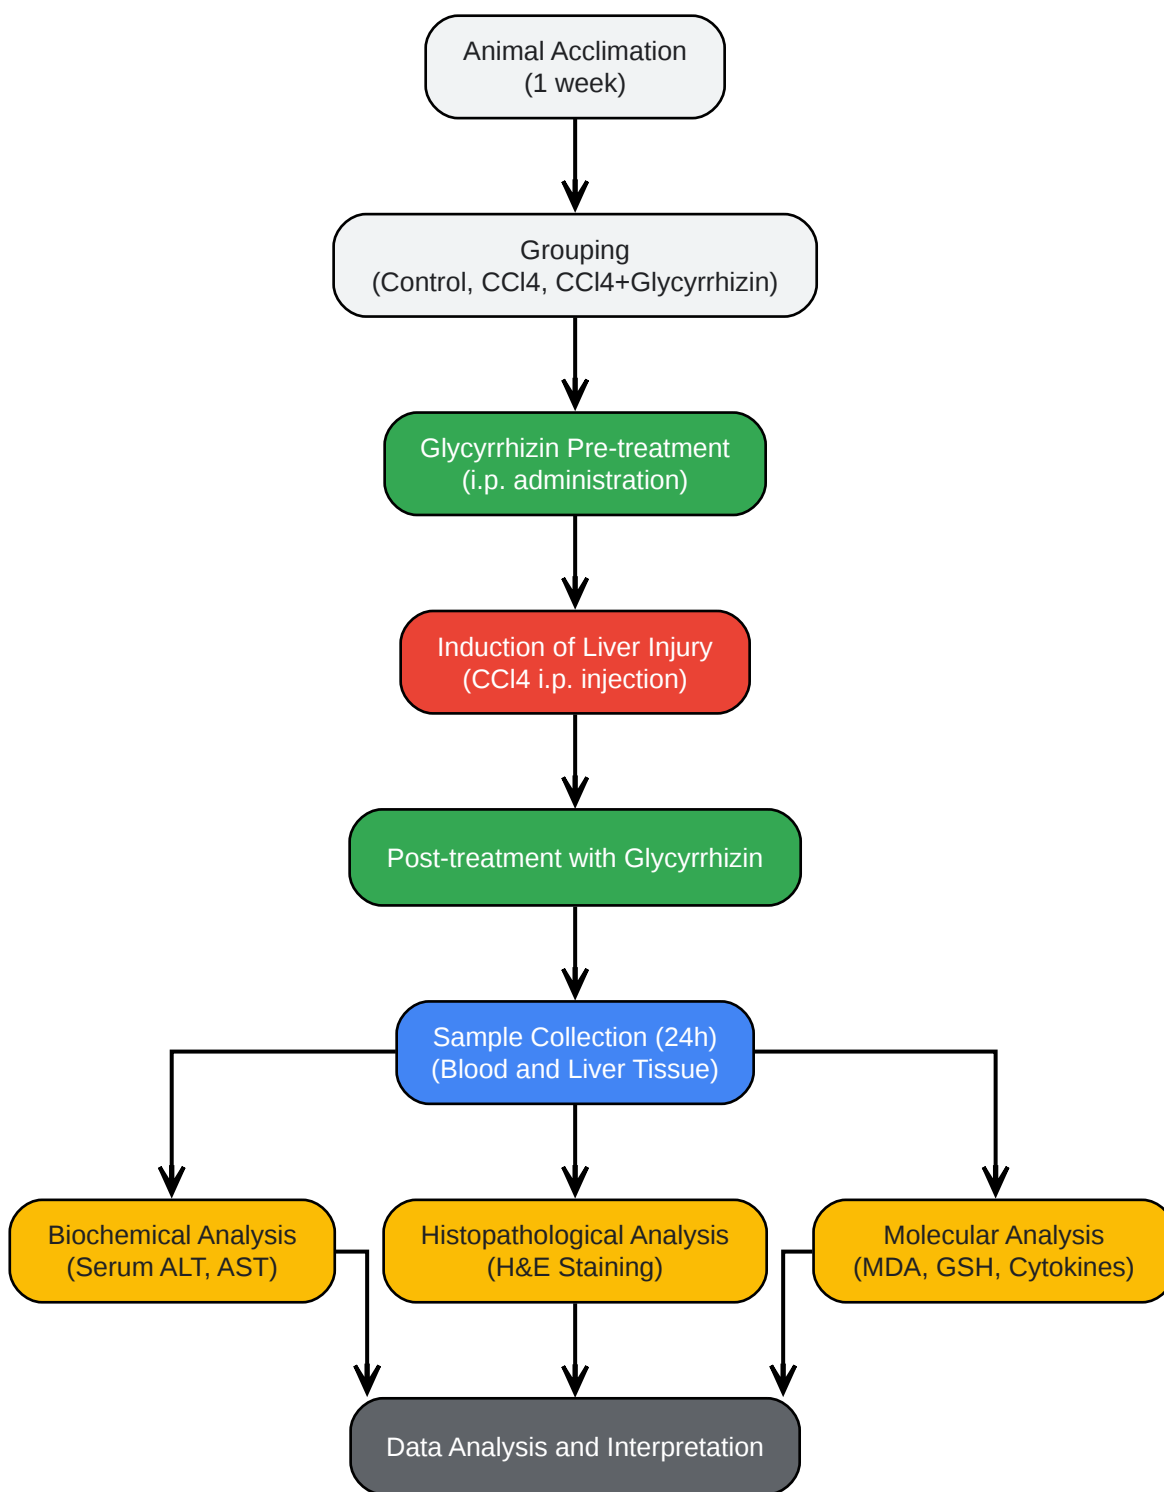 Animal Acclimation
(1 week)
Grouping
(Control, CCl4, CCl4+Glycyrrhizin)
Glycyrrhizin Pre-treatment
(i.p. administration)
Induction of Liver Injury
(CCl4 i.p. injection)
Post-treatment with Glycyrrhizin
Sample Collection (24h)
(Blood and Liver Tissue)
Biochemical Analysis
(Serum ALT, AST)
Histopathological Analysis
(H&E Staining)
Molecular Analysis
(MDA, GSH, Cytokines)
Data Analysis and Interpretation